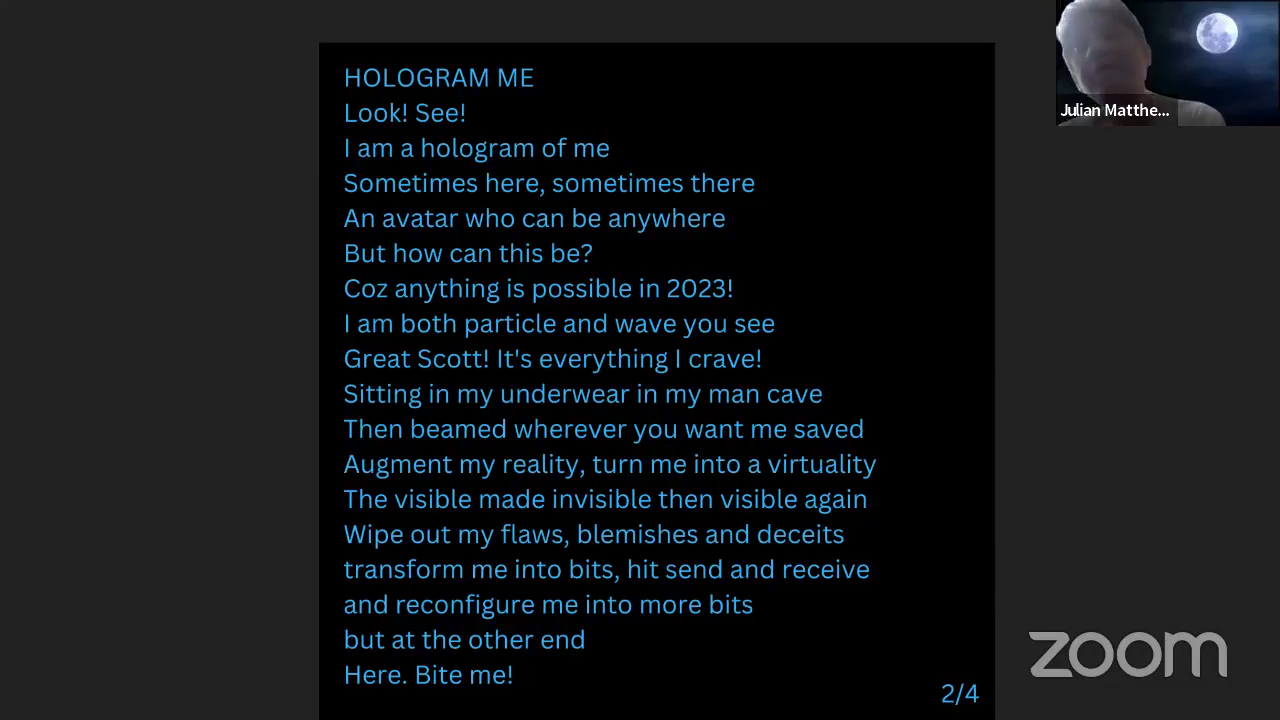 HOLOGRAM ME
Look! See!
I am a hologram of me
Sometimes here, sometimes there
An avatar who can be anywhere
But how can this be?
Coz anything is possible in 2023!
I am both particle and wave you see
Great Scott! It's everything I crave!
Sitting in my underwear in my man cave
Then beamed wherever you want me saved
Augment my reality, turn me into a virtuality
The visible made invisible then visible again
Wipe out my flaws, blemishes and deceits
transform me into bits, hit send and receive
and reconfigure me into more bits
but at the other end
Here. Bite me!
2/4
Julian Matthe...
zoom